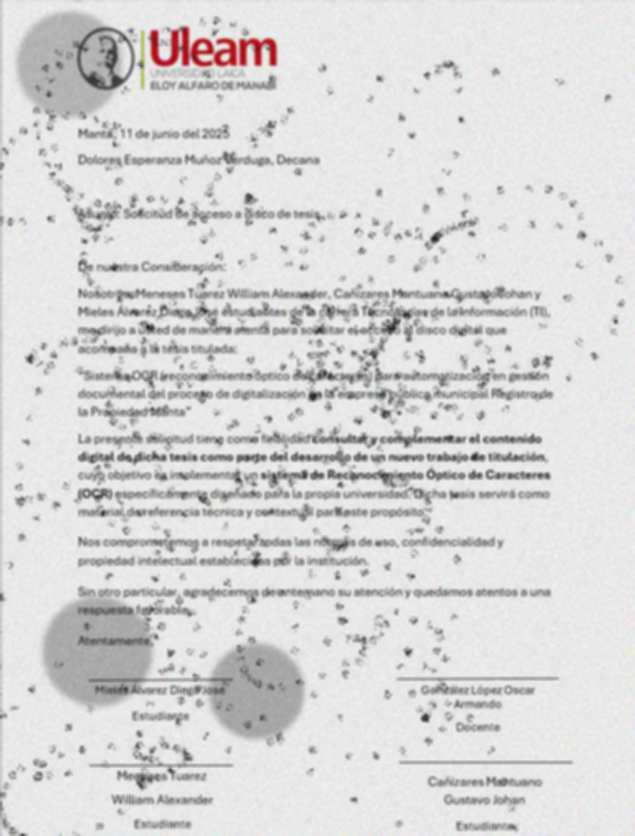 Uleam
UNIVERSIDAD LAICA
ELOY ALFARO DE MANABÍ
Manta, 11 de junio del 2025
Dolores Esperanza Muñoz Verduga, Decana
Asunto: Solicitud de acceso a disco de tesis.
De nuestra Consideración:
Nosotros, Meneses Tuarez William Alexander, Cañizares Mantuano Gustavo Johan y
Mieles Álvarez Diego José estudiantes de la carrera Tecnologías de la Información (TI),
me dirijo a usted de manera atenta para solicitar el acceso al disco digital que
acompaña a la tesis titulada:
"Sistema OCR (reconocimiento óptico de caracteres) para automatización en gestión
documental del proceso de digitalización en la empresa pública municipal Registro de
la Propiedad Manta"
La presente solicitud tiene como finalidad consultar y complementar el contenido
digital de dicha tesis como parte del desarrollo de un nuevo trabajo de titulación,
cuyo objetivo es implementar un sistema de Reconocimiento Óptico de Caracteres
(OCR) específicamente diseñado para la propia universidad. Dicha tesis servirá como
material de referencia técnica y contextual para este propósito.
Nos comprometemos a respetar todas las normas de uso, confidencialidad y
propiedad intelectual establecidas por la institución.
Sin otro particular, agradecemos de antemano su atención y quedamos atentos a una
respuesta favorable.
Atentamente,
Mieles Álvarez Diego José
Estudiante
González López Oscar
Armando
Docente
Meneses Tuarez
William Alexander
Estudiante
Cañizares Mantuano
Gustavo Johan
Estudiante